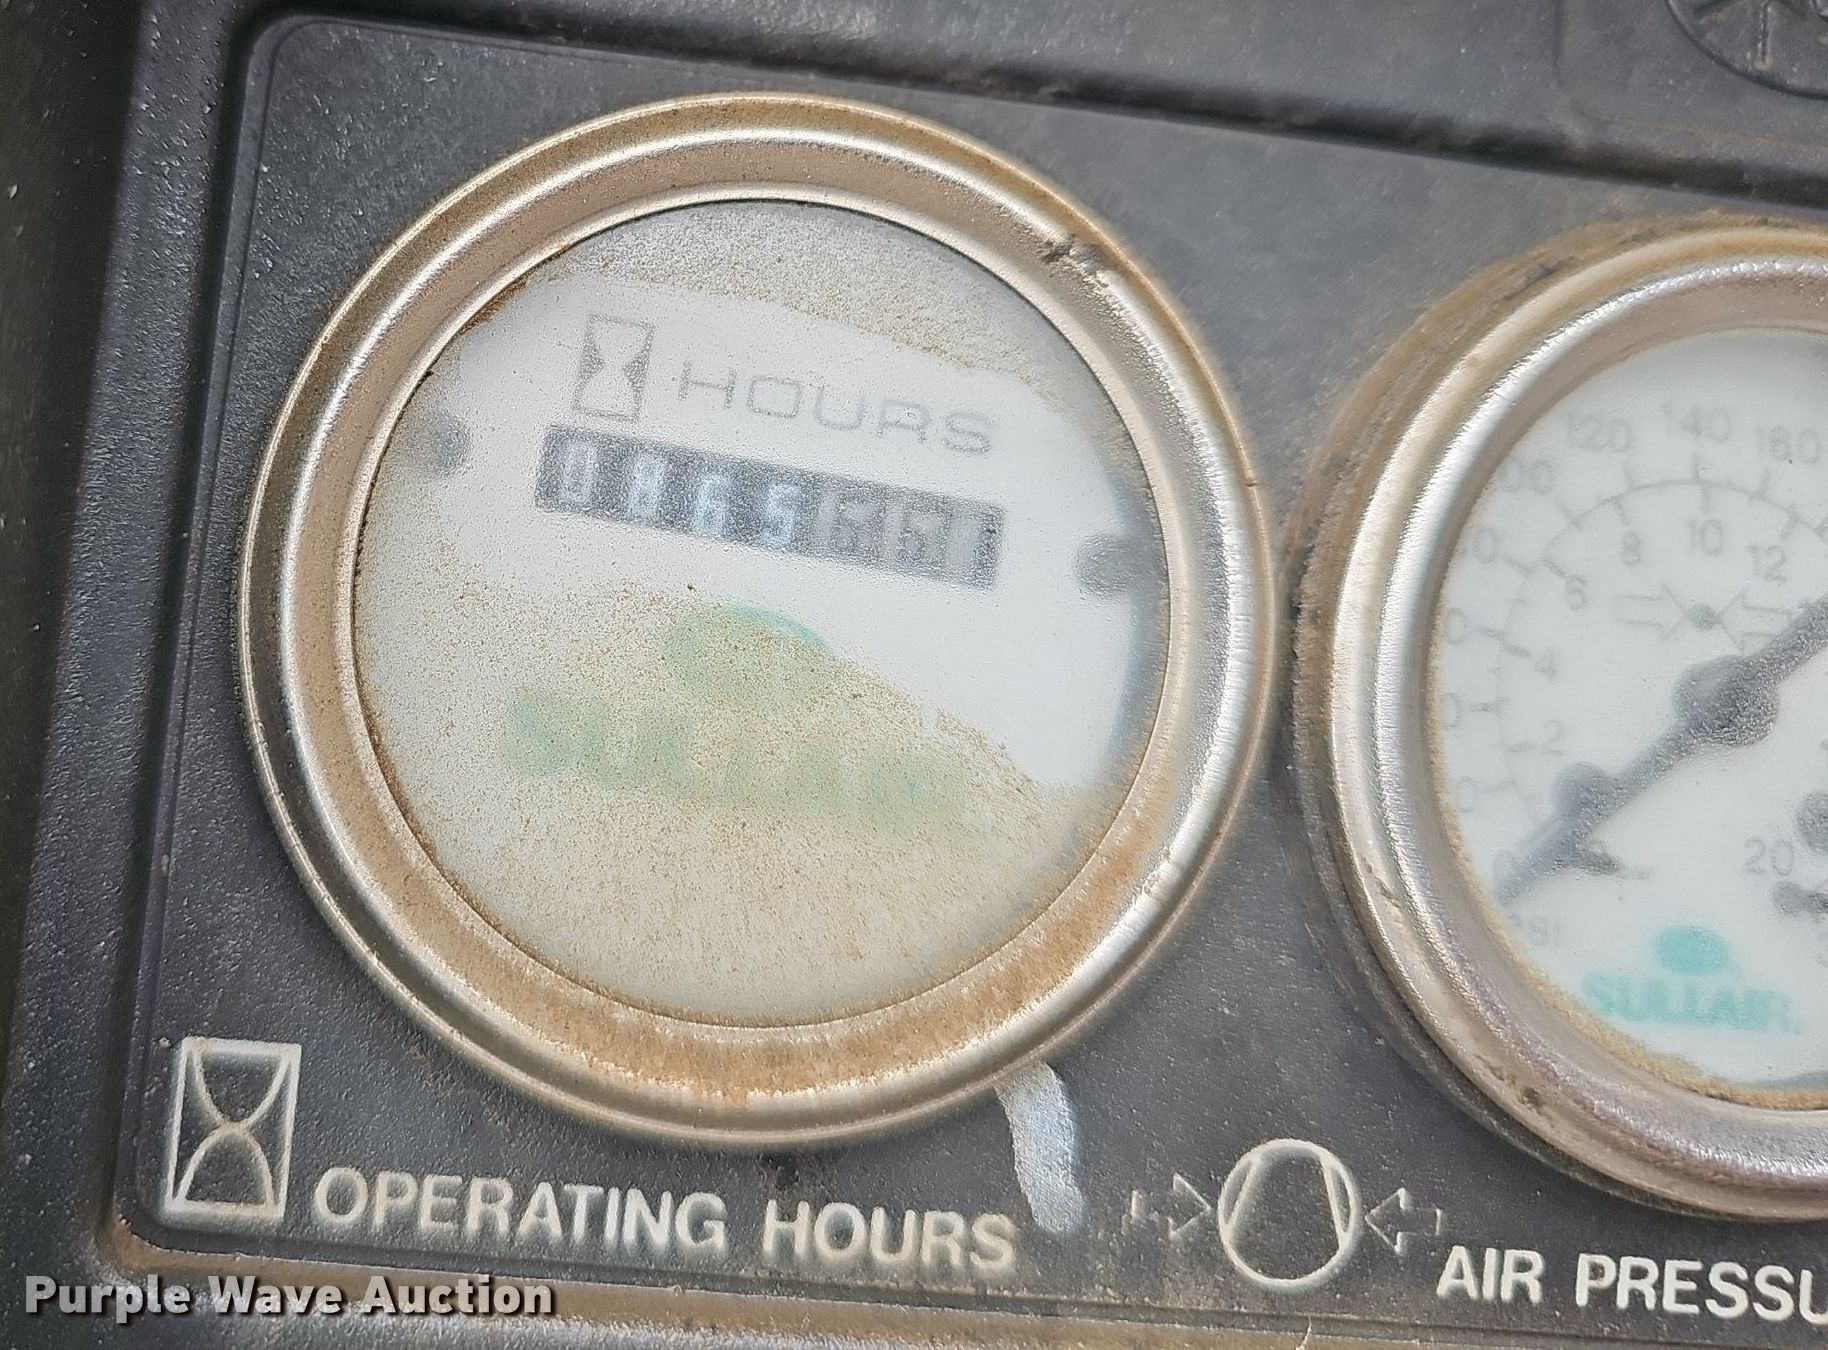 HOURS
120 140 160
8 10 12
6
4
2
20
SULLAIR
OPERATING HOURS
AIR PRESSU
Purple Wave Auction